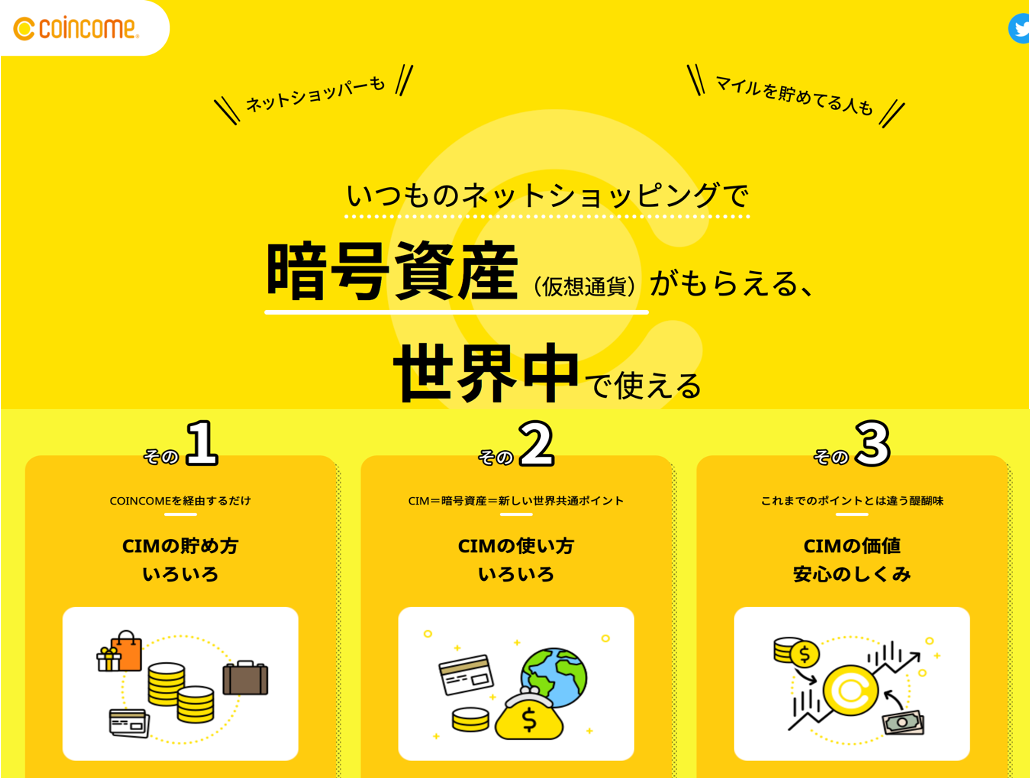 coincome
ネットショッパーも
マイルを貯めてる人も
いつものネットショッピングで
暗号資産（仮想通貨）がもらえる、
世界中で使える
その1
COINCOMEを経由するだけ
CIMの貯め方
いろいろ
その2
CIM＝暗号資産＝新しい世界共通ポイント
CIMの使い方
いろいろ
$
その3
これまでのポイントとは違う醍醐味
CIMの価値
安心のしくみ
$